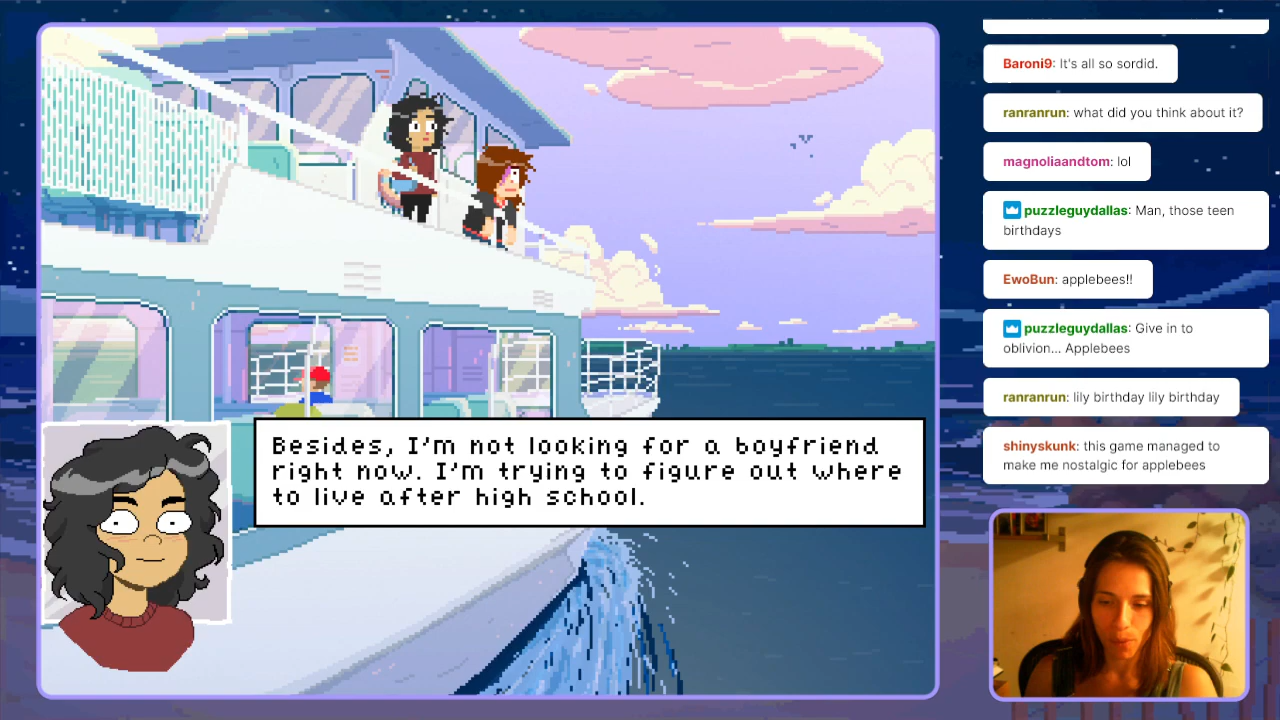 Besides, I'm not looking for a boyfriend
right now. I'm trying to figure out where
to live after high school.
Baroni9: It's all so sordid.
ranranrun: what did you think about it?
magnoliaandtom: lol
puzzleguydallas: Man, those teen
birthdays
EwoBun: applebees!!
puzzleguydallas: Give in to
oblivion... Applebees
ranranrun: lily birthday lily birthday
shinyskunk: this game managed to
make me nostalgic for applebees